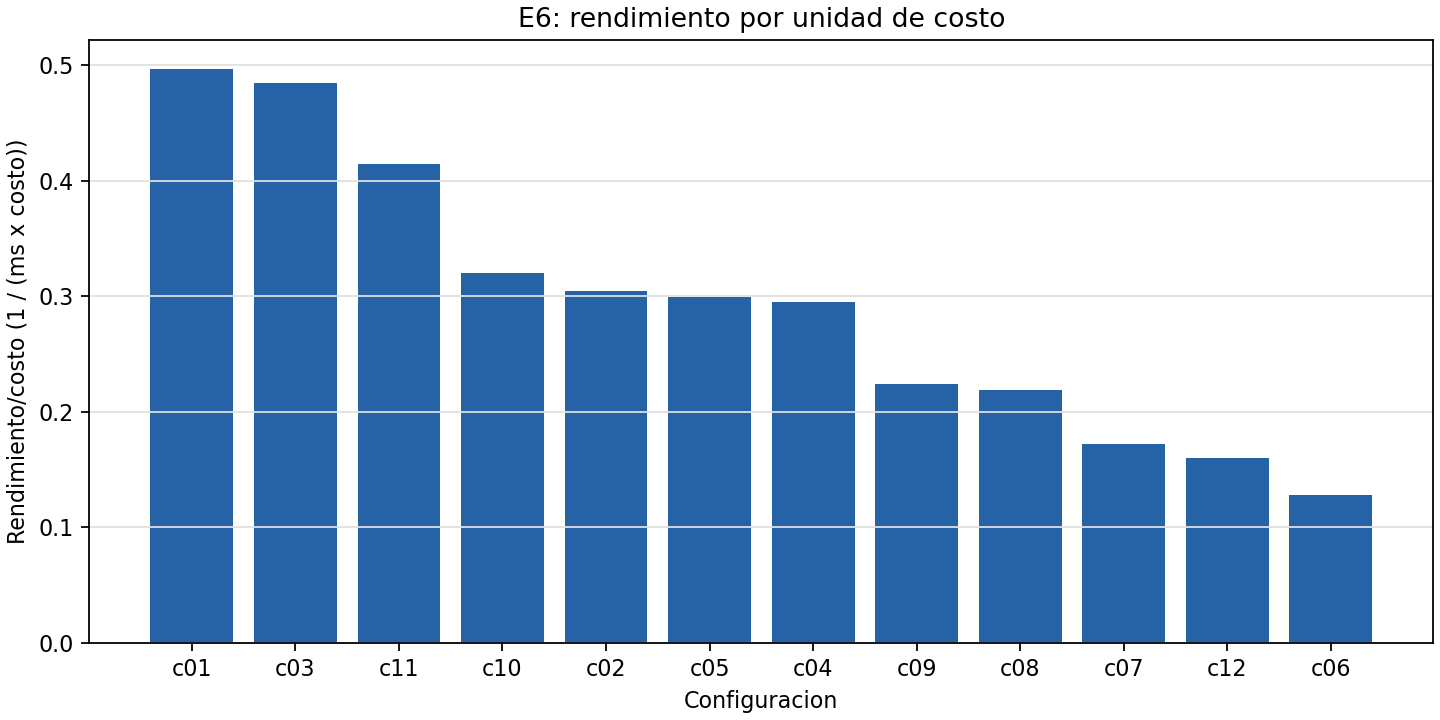 E6: rendimiento por unidad de costo
Rendimiento/costo (1 / (ms x costo))
0.5
0.4
0.3
0.2
0.1
0.0
c01 c03 c11 c10 c02 c05 c04 c09 c08 c07 c12 c06
Configuracion